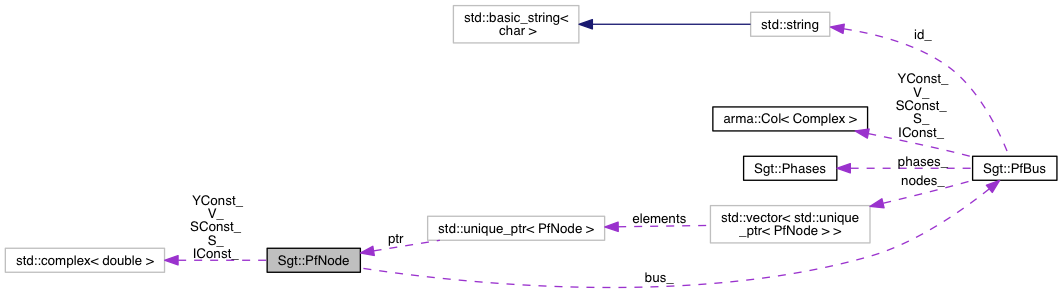 std::basic_string<
char >
std::string
id_
YConst_
V_
SConst_
S_
IConst_
arma::Col< Complex >
phases_
Sgt::Phases
Sgt::PfBus
nodes_
YConst_
V_
SConst_
S_
IConst_
std::complex< double >
Sgt::PfNode
ptr
std::unique_ptr< PfNode >
elements
std::vector< std::unique
_ptr< PfNode > >
bus_